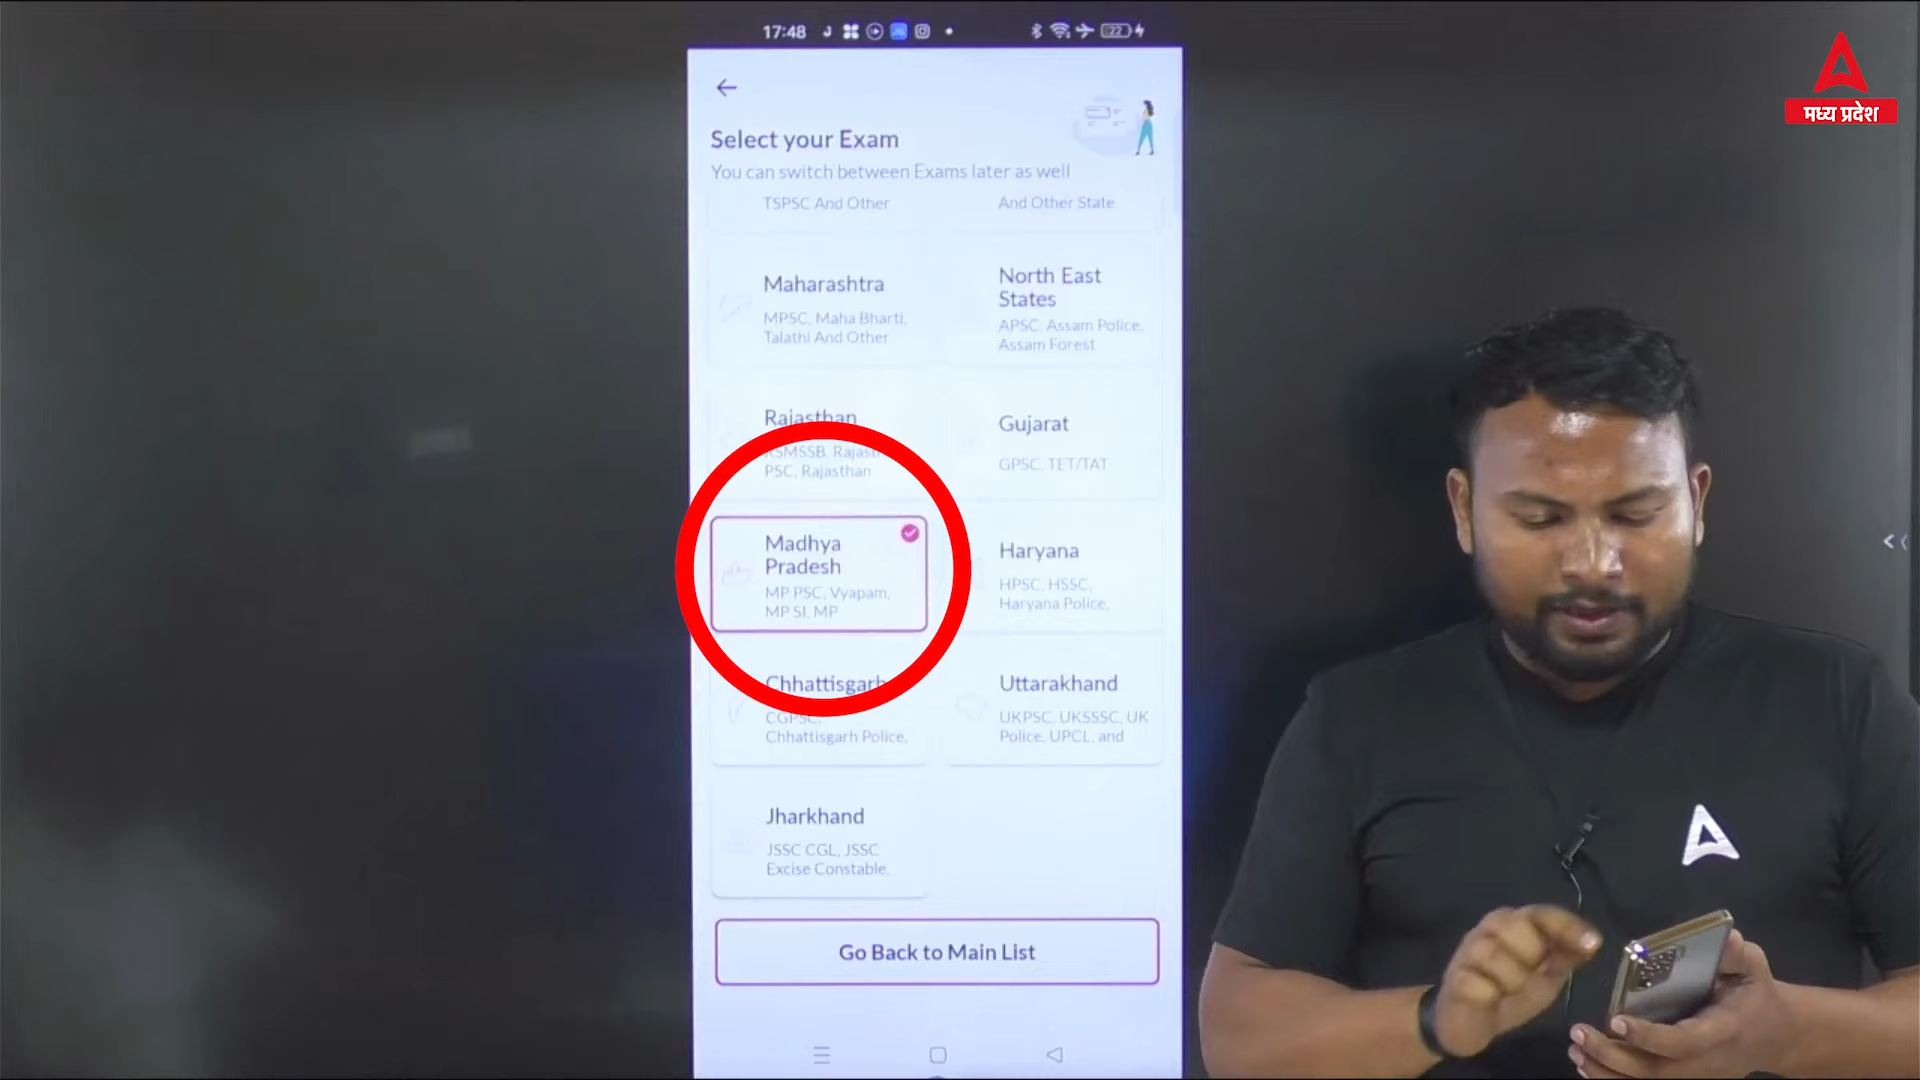 17:48
22
मध्य प्रदेश
Select your Exam
You can switch between Exams later as well
TSPSC And Other
And Other State
Maharashtra
MPSC, Maha Bharti,
Talathi And Other
North East
States
APSC, Assam Police,
Assam Forest
Rajasthan
RSMSSB, Rajasth
PSC, Rajasthan
Gujarat
GPSC, TET/TAT
Madhya
Pradesh
MP PSC, Vyapam,
MP SI, MP
Haryana
HPSC, HSSC,
Haryana Police,
Chhattisgarh
CGPSC,
Chhattisgarh Police,
Uttarakhand
UKPSC, UKSSSC, UK
Police, UPCL, and
Jharkhand
JSSC CGL, JSSC
Excise Constable,
Go Back to Main List